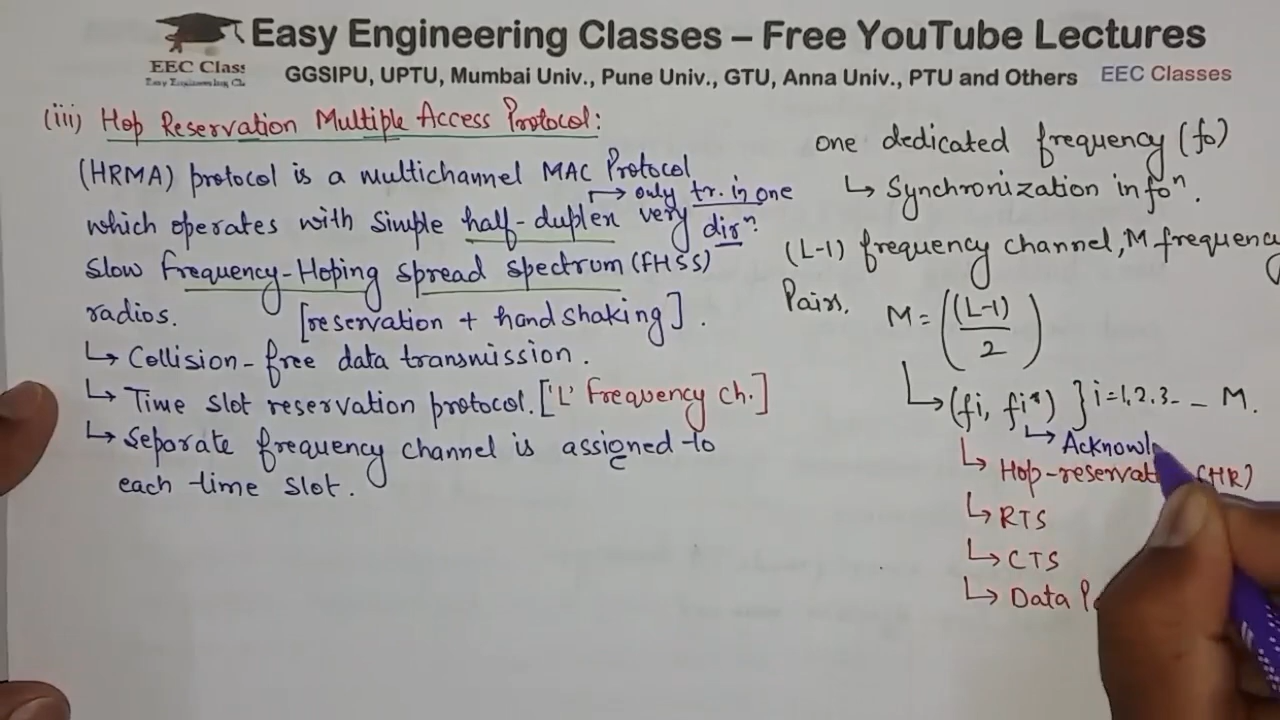 Easy Engineering Classes – Free YouTube Lectures
EEC Class
GGSIPU, UPTU, Mumbai Univ., Pune Univ., GTU, Anna Univ., PTU and Others EEC Classes
(iii) Hop Reservation Multiple Access Protocol:
(HRMA) protocol is a multichannel MAC Protocol
↳ only tr. in one
which operates with simple half-duplex very dirⁿ.
slow frequency-Hoping spread spectrum (FHSS)
radios. [reservation + handshaking].
↳ Collision-free data transmission.
↳ Time slot reservation protocol. ['L' Frequency ch.]
↳ Separate frequency channel is assigned to
each time slot.
one dedicated frequency (fo)
↳ Synchronization infoⁿ.
(L-1) frequency channel, M frequency
Pairs. M = ((L-1)/2)
↳ (fi, fi*) } i=1,2,3- - M.
↳ Acknowl
↳ Hop-reservat (HR)
↳ RTS
↳ CTS
↳ Data